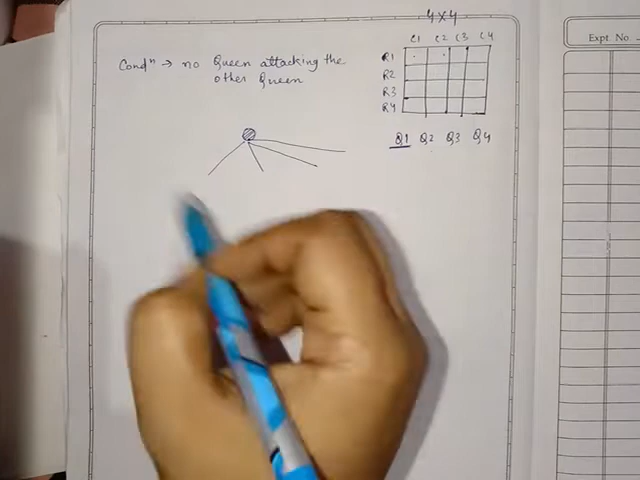 4x4
C1 C2 C3 C4
Condⁿ → no Queen attacking the
other Queen
R1
R2
R3
R4
Q1 Q2 Q3 Q4
Expt. No.